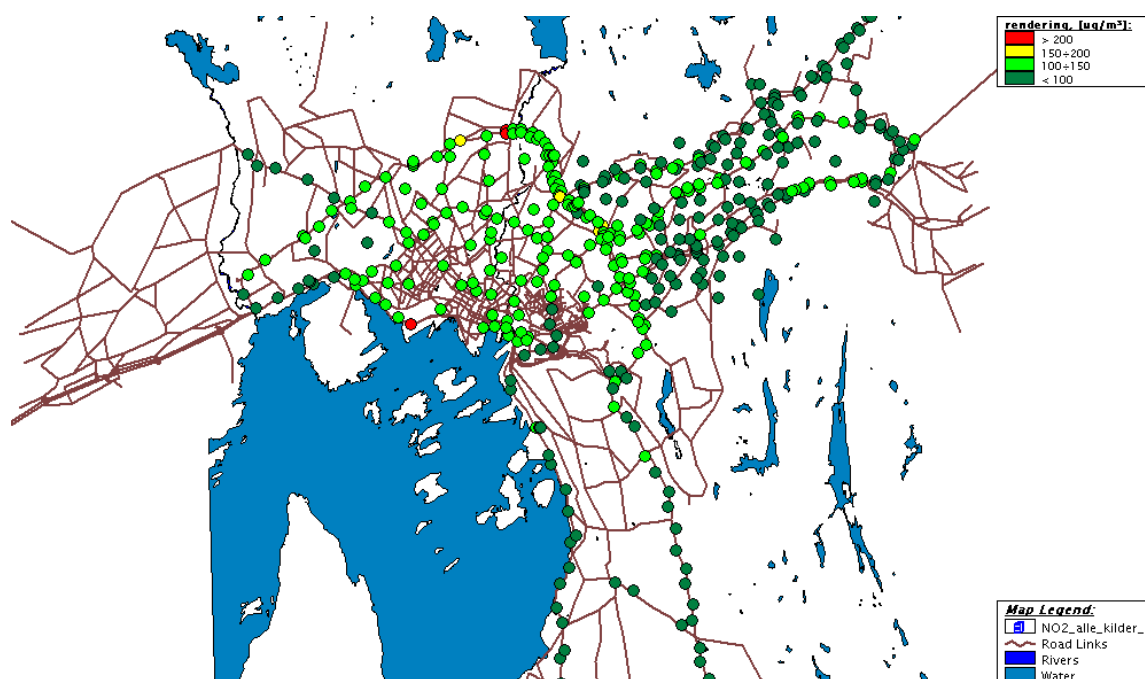 rendering, [ug/m³]:
> 200
150÷200
100÷150
< 100
Map Legend:
NO2_alle_kilder_
Road Links
Rivers
Water